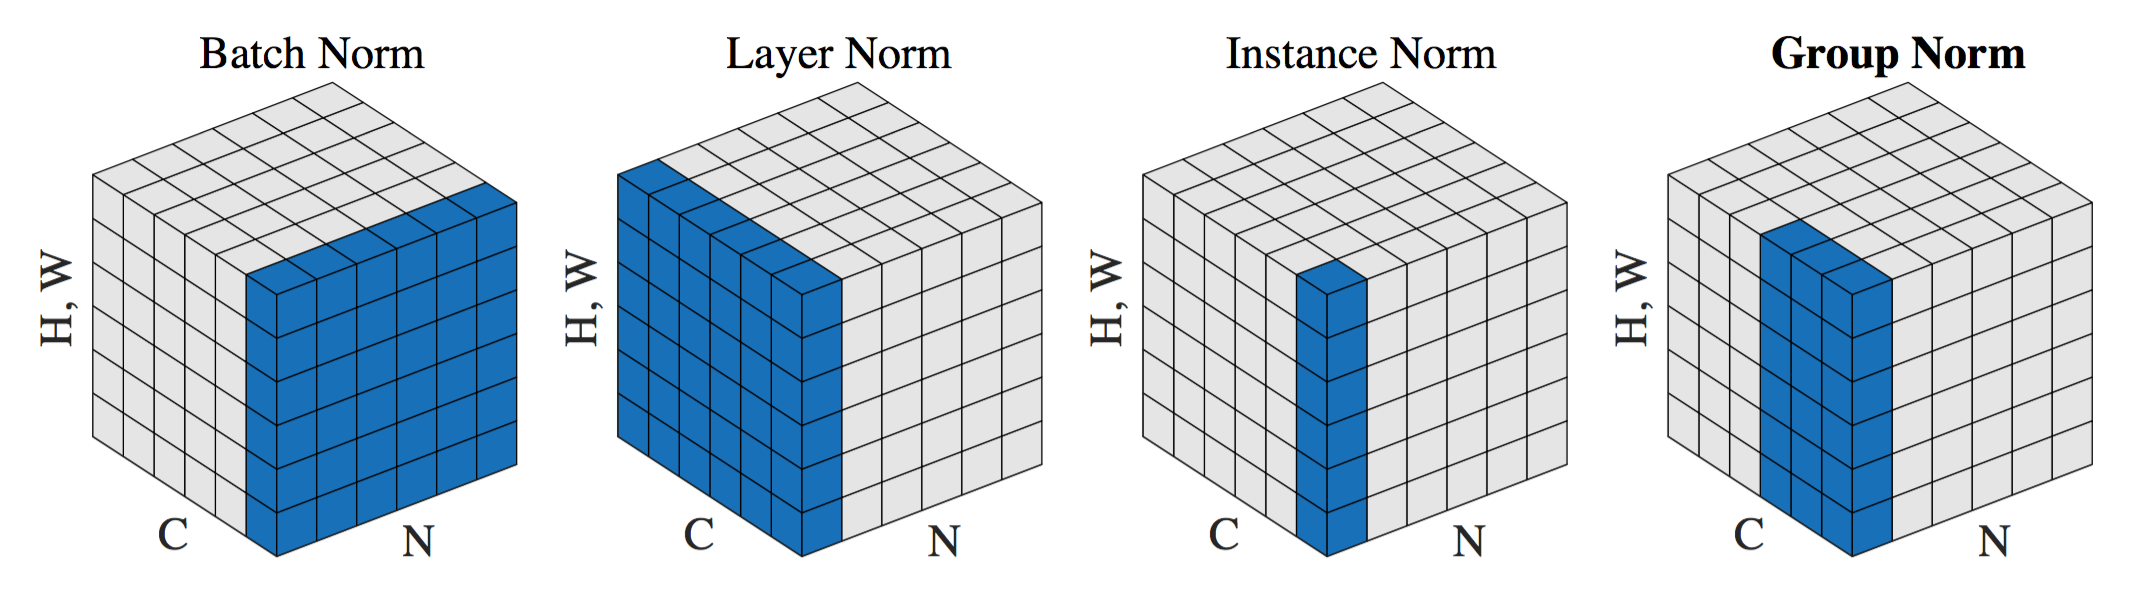 Batch Norm
Layer Norm
Instance Norm
Group Norm
H, W
C
N
H, W
C
N
H, W
C
N
H, W
C
N